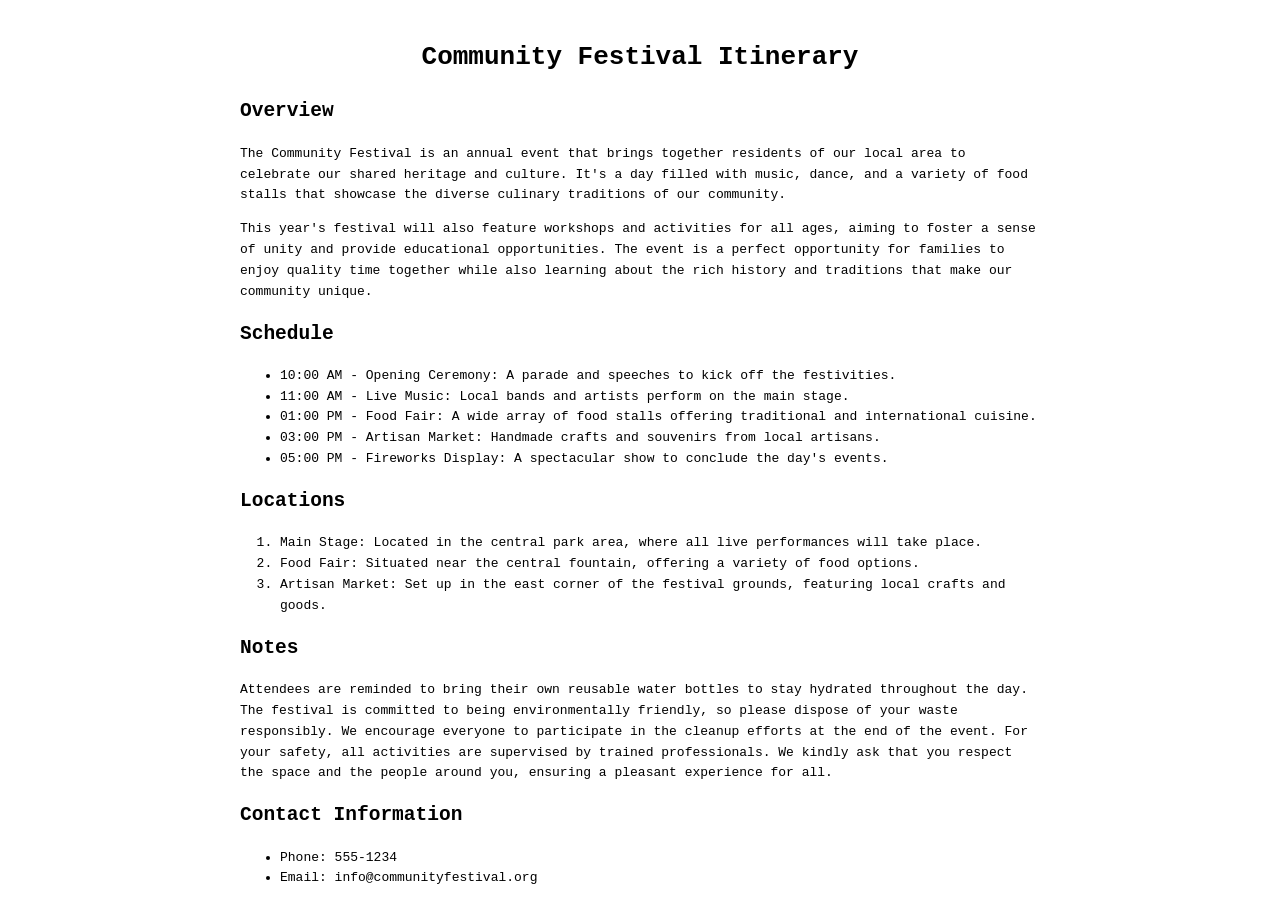 Community Festival Itinerary
Overview
The Community Festival is an annual event that brings together residents of our local area to
celebrate our shared heritage and culture. It's a day filled with music, dance, and a variety of food
stalls that showcase the diverse culinary traditions of our community.
This year's festival will also feature workshops and activities for all ages, aiming to foster a sense
of unity and provide educational opportunities. The event is a perfect opportunity for families to
enjoy quality time together while also learning about the rich history and traditions that make our
community unique.
Schedule
• 10:00 AM - Opening Ceremony: A parade and speeches to kick off the festivities.
• 11:00 AM - Live Music: Local bands and artists perform on the main stage.
• 01:00 PM - Food Fair: A wide array of food stalls offering traditional and international cuisine.
• 03:00 PM - Artisan Market: Handmade crafts and souvenirs from local artisans.
• 05:00 PM - Fireworks Display: A spectacular show to conclude the day's events.
Locations
1. Main Stage: Located in the central park area, where all live performances will take place.
2. Food Fair: Situated near the central fountain, offering a variety of food options.
3. Artisan Market: Set up in the east corner of the festival grounds, featuring local crafts and
goods.
Notes
Attendees are reminded to bring their own reusable water bottles to stay hydrated throughout the day.
The festival is committed to being environmentally friendly, so please dispose of your waste
responsibly. We encourage everyone to participate in the cleanup efforts at the end of the event. For
your safety, all activities are supervised by trained professionals. We kindly ask that you respect
the space and the people around you, ensuring a pleasant experience for all.
Contact Information
• Phone: 555-1234
• Email: info@communityfestival.org